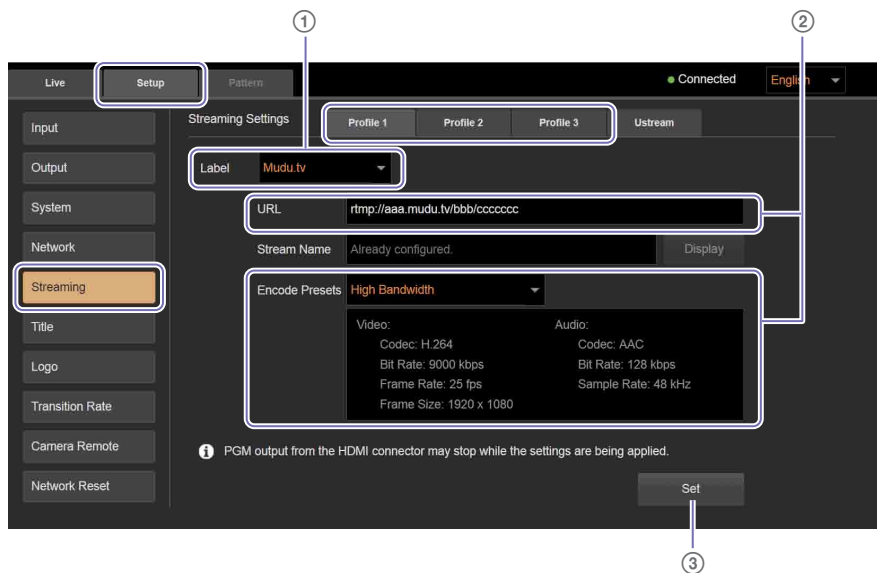 ① ②
Live Setup Pattern Connected English
Streaming Settings Profile 1 Profile 2 Profile 3 Ustream
Input
Label Mudu.tv
Output
System
URL rtmp://aaa.mudu.tv/bbb/ccccccc
Network
Stream Name Already configured. Display
Streaming
Encode Presets High Bandwidth
Title
Video: Audio:
Codec: H.264 Codec: AAC
Logo
Bit Rate: 9000 kbps Bit Rate: 128 kbps
Frame Rate: 25 fps Sample Rate: 48 kHz
Transition Rate
Frame Size: 1920 x 1080
Camera Remote
PGM output from the HDMI connector may stop while the settings are being applied.
Network Reset
Set
③